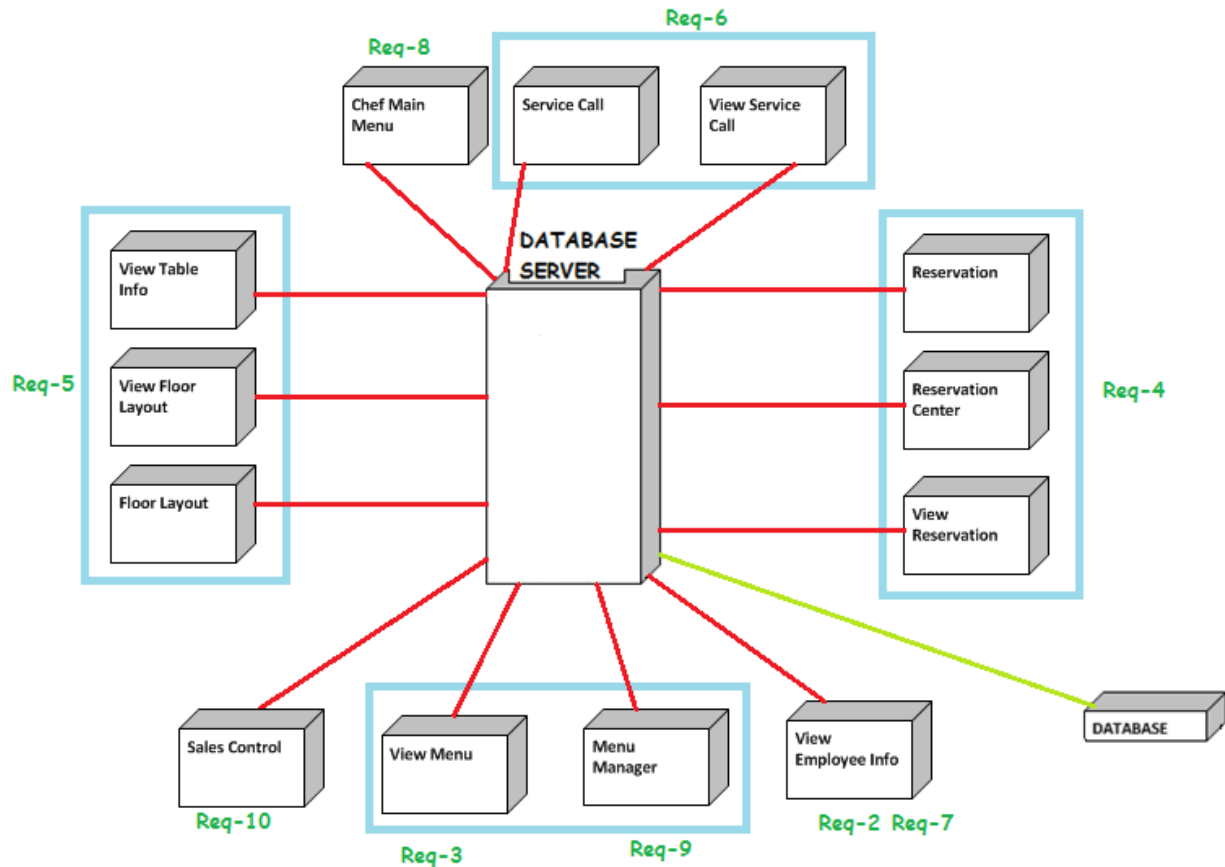 Req-6
Req-8
Chef Main
Menu
Service Call
View Service
Call
DATABASE
SERVER
View Table
Info
Reservation
Req-5
View Floor
Layout
Reservation
Center
Req-4
Floor Layout
View
Reservation
Sales Control
View Menu
Menu
Manager
View
Employee Info
DATABASE
Req-10
Req-3
Req-9
Req-2 Req-7